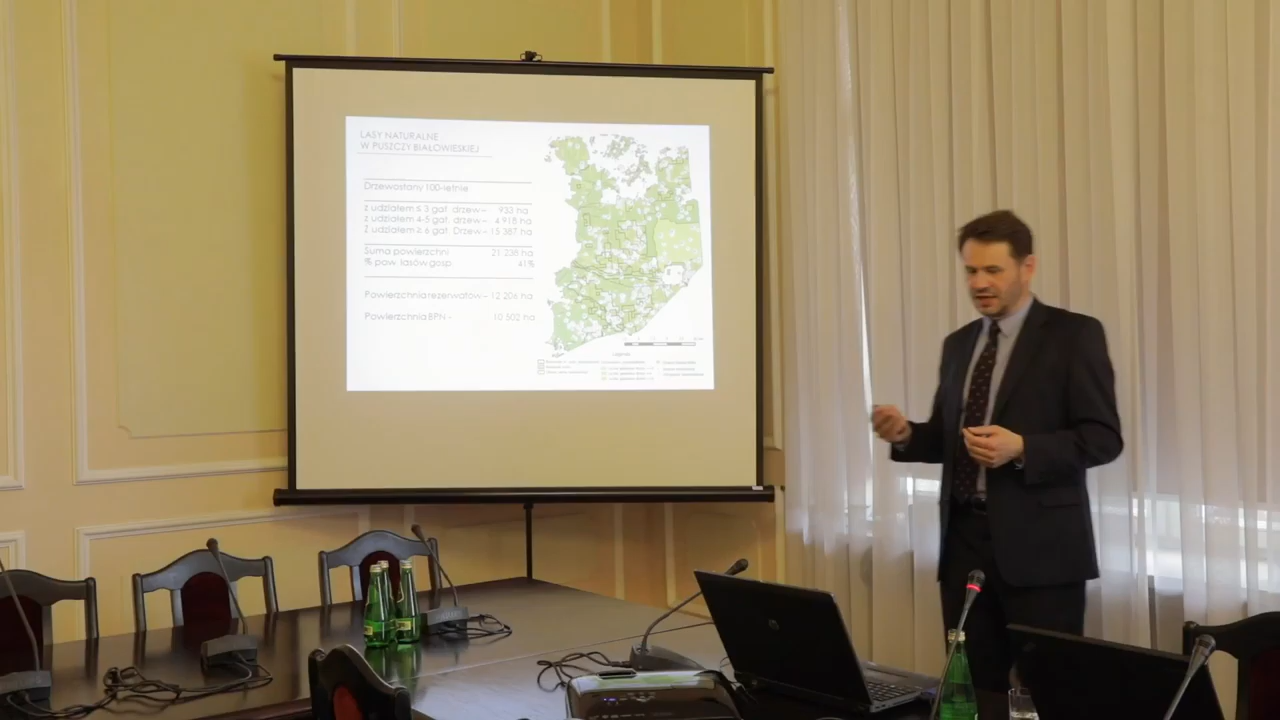 LASY NATURALNE
W PUSZCZY BIAŁOWIESKIEJ
Drzewostany 100-letnie
z udziałem ≤ 3 gat. drzew – 933 ha
z udziałem 4-5 gat. drzew – 4 918 ha
Z udziałem ≥ 6 gat. Drzew – 15 387 ha
Suma powierzchni 21 238 ha
% pow. lasów gosp. 41%
Powierzchnia rezerwatów – 12 206 ha
Powierzchnia BPN – 10 502 ha
hp